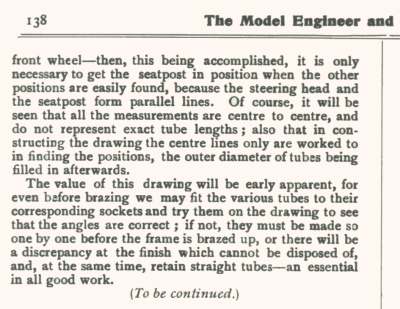 138
The Model Engineer and
front wheel—then, this being accomplished, it is only
necessary to get the seatpost in position when the other
positions are easily found, because the steering head and
the seatpost form parallel lines. Of course, it will be
seen that all the measurements are centre to centre, and
do not represent exact tube lengths ; also that in con-
structing the drawing the centre lines only are worked to
in finding the positions, the outer diameter of tubes being
filled in afterwards.
The value of this drawing will be early apparent, for
even before brazing we may fit the various tubes to their
corresponding sockets and try them on the drawing to see
that the angles are correct ; if not, they must be made so
one by one before the frame is brazed up, or there will be
a discrepancy at the finish which cannot be disposed of,
and, at the same time, retain straight tubes—an essential
in all good work.
(To be continued.)